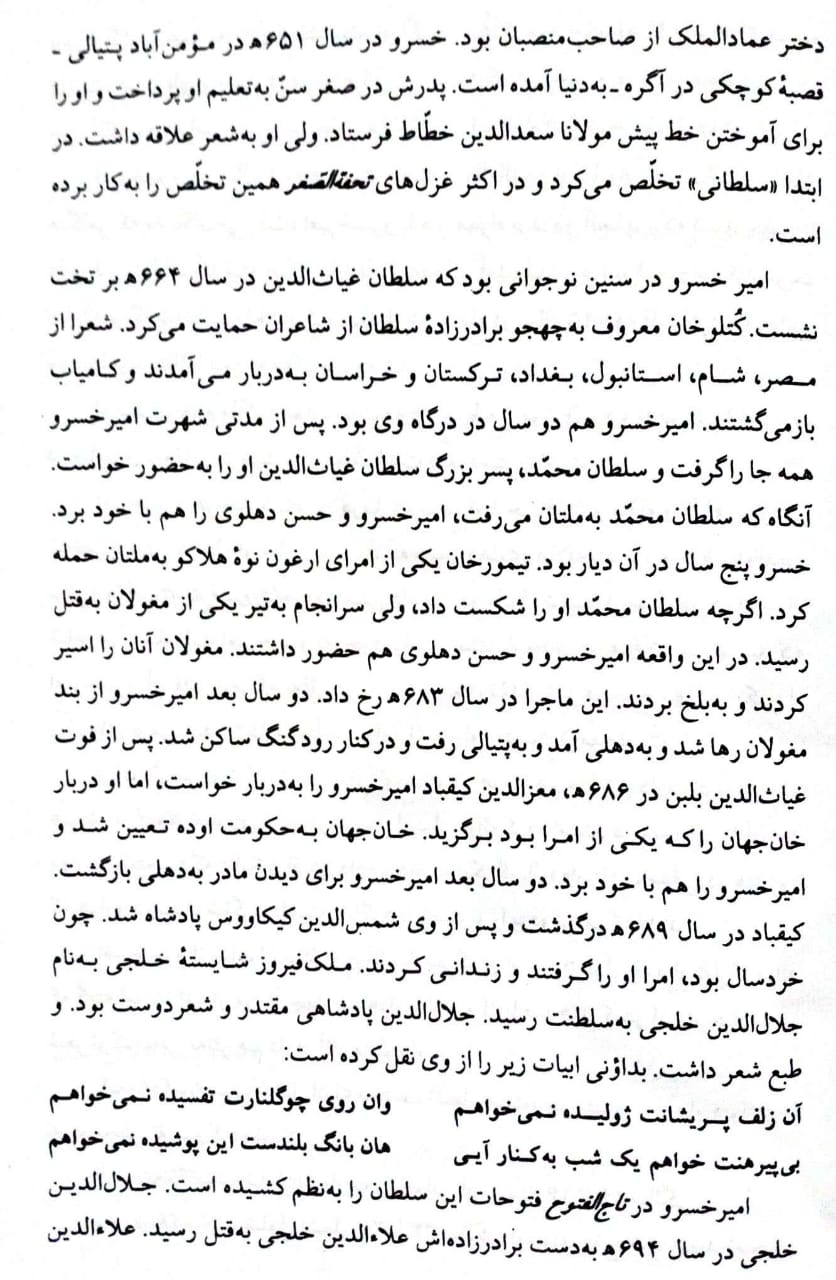 دختر عمادالملک از صاحب‌منصبان بود. خسرو در سال ۶۵۱ ه‍ در مؤمن‌آباد پتیالی ـ
قصبهٔ کوچکی در آگره ـ به‌دنیا آمده است. پدرش در صغر سنّ به‌تعلیم او پرداخت و او را
برای آموختن خط پیش مولانا سعدالدین خطّاط فرستاد. ولی او به‌شعر علاقه داشت. در
ابتدا «سلطانی» تخلّص می‌کرد و در اکثر غزل‌های تحفة‌الصغر همین تخلّص را به‌کار برده
است.
امیر خسرو در سنین نوجوانی بود که سلطان غیاث‌الدین در سال ۶۶۴ ه‍ بر تخت
نشست. کُتلوخان معروف به‌چهجو برادرزادهٔ سلطان از شاعران حمایت می‌کرد. شعرا از
مصر، شام، استانبول، بغداد، ترکستان و خراسان به‌دربار می‌آمدند و کامیاب
بازمی‌گشتند. امیرخسرو هم دو سال در درگاه وی بود. پس از مدتی شهرت امیرخسرو
همه جا را گرفت و سلطان محمّد، پسر بزرگ سلطان غیاث‌الدین او را به‌حضور خواست.
آنگاه که سلطان محمّد به‌ملتان می‌رفت، امیرخسرو و حسن دهلوی را هم با خود برد.
خسرو پنج سال در آن دیار بود. تیمورخان یکی از امرای ارغون نوهٔ هلاکو به‌ملتان حمله
کرد. اگرچه سلطان محمّد او را شکست داد، ولی سرانجام به‌تیر یکی از مغولان به‌قتل
رسید. در این واقعه امیرخسرو و حسن دهلوی هم حضور داشتند. مغولان آنان را اسیر
کردند و به‌بلخ بردند. این ماجرا در سال ۶۸۳ ه‍ رخ داد. دو سال بعد امیرخسرو از بند
مغولان رها شد و به‌دهلی آمد و به‌پتیالی رفت و در کنار رود گنگ ساکن شد. پس از فوت
غیاث‌الدین بلبن در ۶۸۶ ه‍، معزالدین کیقباد امیرخسرو را به‌دربار خواست، اما او دربار
خان‌جهان را که یکی از امرا بود برگزید. خان‌جهان به‌حکومت اوده تعیین شد و
امیرخسرو را هم با خود برد. دو سال بعد امیرخسرو برای دیدن مادر به‌دهلی بازگشت.
کیقباد در سال ۶۸۹ ه‍ درگذشت و پس از وی شمس‌الدین کیکاووس پادشاه شد. چون
خردسال بود، امرا او را گرفتند و زندانی کردند. ملک‌فیروز شایستهٔ خلجی به‌نام
جلال‌الدین خلجی به‌سلطنت رسید. جلال‌الدین پادشاهی مقتدر و شعردوست بود. و
طبع شعر داشت. بداؤنی ابیات زیر را از وی نقل کرده است:
آن زلف پریشانت ژولیده نمی‌خواهم وان روی چوگلنارت تفسیده نمی‌خواهم
بی‌پیرهنت خواهم یک شب به‌کنار آیی هان بانگ بلندست این پوشیده نمی‌خواهم
امیرخسرو در تاج‌الفتوح فتوحات این سلطان را به‌نظم کشیده است. جلال‌الدین
خلجی در سال ۶۹۴ ه‍ به‌دست برادرزاده‌اش علاءالدین خلجی به‌قتل رسید. علاءالدین